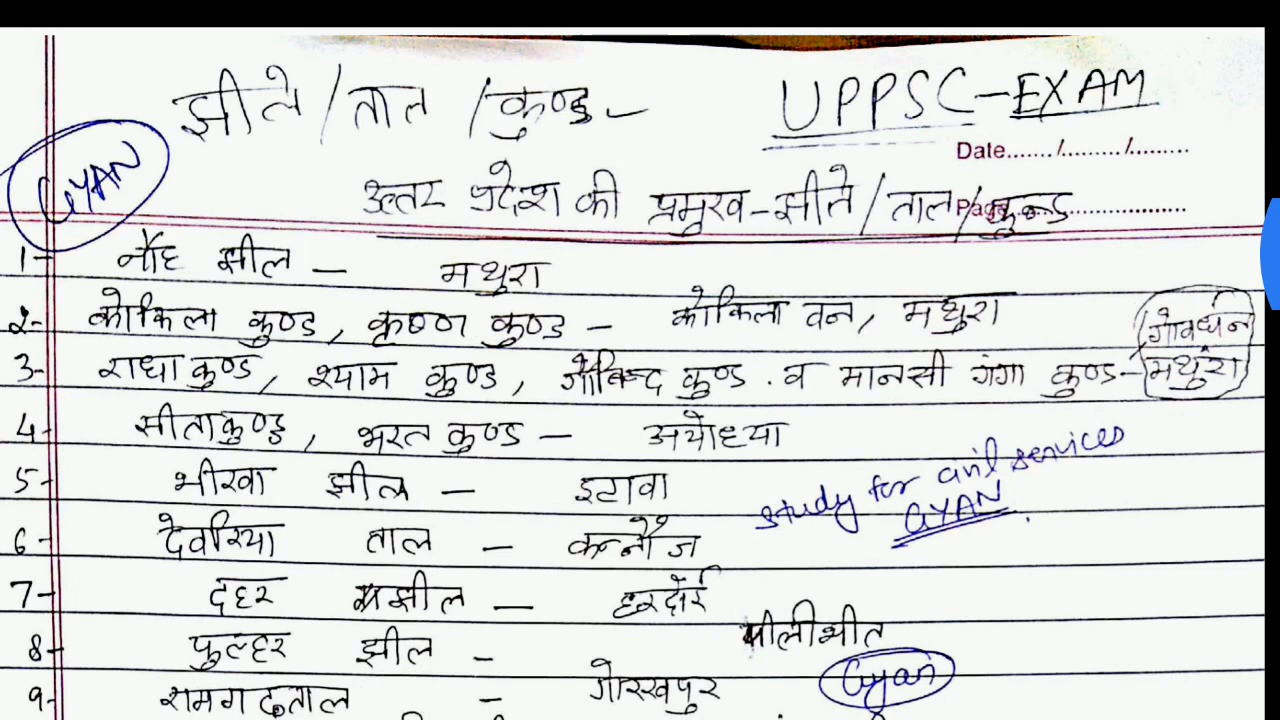 झीले/ताल/कुण्ड - UPPSC-EXAM
Date......./........./.........
GYAN
उत्तर प्रदेश की प्रमुख-झीले/ताल/कुण्ड
1- नौह झील - मथुरा
2- कोकिला कुण्ड, कृष्ण कुण्ड - कोकिला वन, मथुरा
3- राधा कुण्ड, श्याम कुण्ड, गोविन्द कुण्ड व मानसी गंगा कुण्ड- गोवर्धन मथुरा
4- सीताकुण्ड, भरत कुण्ड - अयोध्या
5- भीखा झील - इटावा
study for civil services
GYAN
6- देवरिया ताल - कन्नौज
7- दहर झील - हरदोई
8- फुल्हर झील - पीलीभीत
9- रामगढ़ताल - गोरखपुर
Gyan